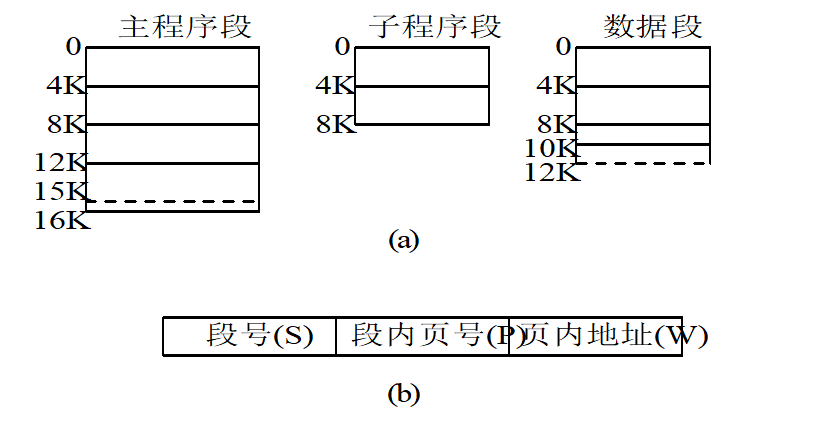 主程序段 子程序段 数据段
0 0 0
4K 4K 4K
8K 8K 8K
10K
12K 12K
15K
16K
(a)
段号(S) 段内页号(P) 页内地址(W)
(b)